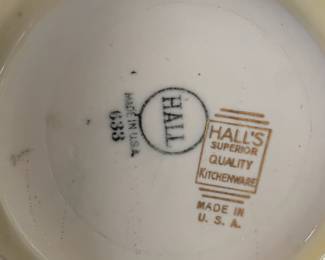 HALL
MADE IN U.S.A.
633
HALL'S
SUPERIOR
QUALITY
KITCHENWARE
MADE IN
U. S. A.